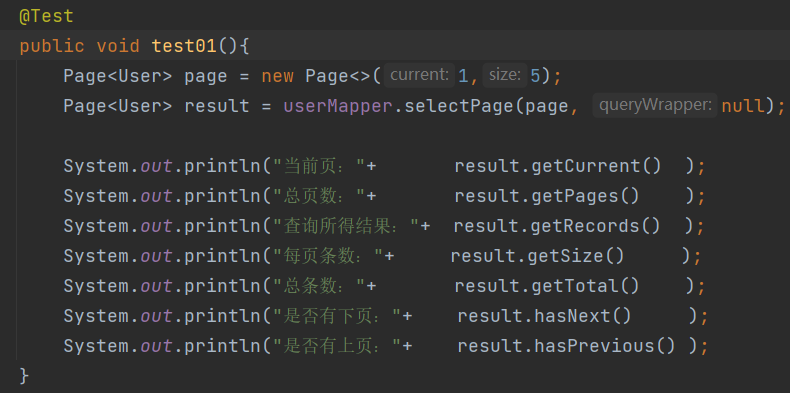 @Test
public void test01(){
    Page<User> page = new Page<>( current: 1, size: 5);
    Page<User> result = userMapper.selectPage(page, queryWrapper: null);
    System.out.println("当前页："+       result.getCurrent()  );
    System.out.println("总页数："+       result.getPages()    );
    System.out.println("查询所得结果："+  result.getRecords()  );
    System.out.println("每页条数："+     result.getSize()     );
    System.out.println("总条数："+       result.getTotal()    );
    System.out.println("是否有下页："+    result.hasNext()     );
    System.out.println("是否有上页："+    result.hasPrevious() );
}